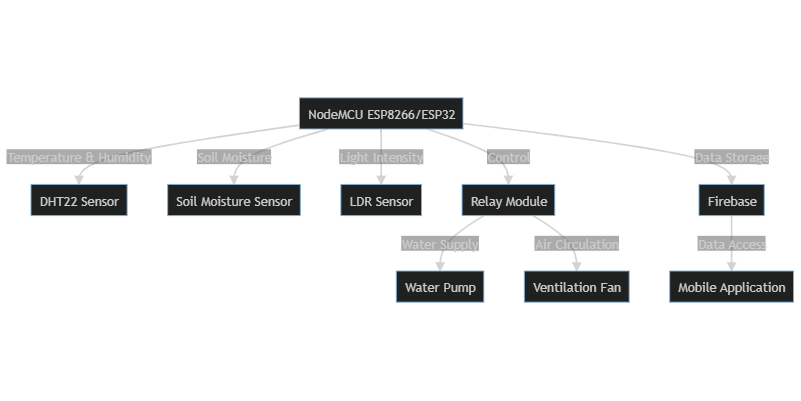 NodeMCU ESP8266/ESP32
Temperature & Humidity
Soil Moisture
Light Intensity
Control
Data Storage
DHT22 Sensor
Soil Moisture Sensor
LDR Sensor
Relay Module
Firebase
Water Supply
Air Circulation
Data Access
Water Pump
Ventilation Fan
Mobile Application